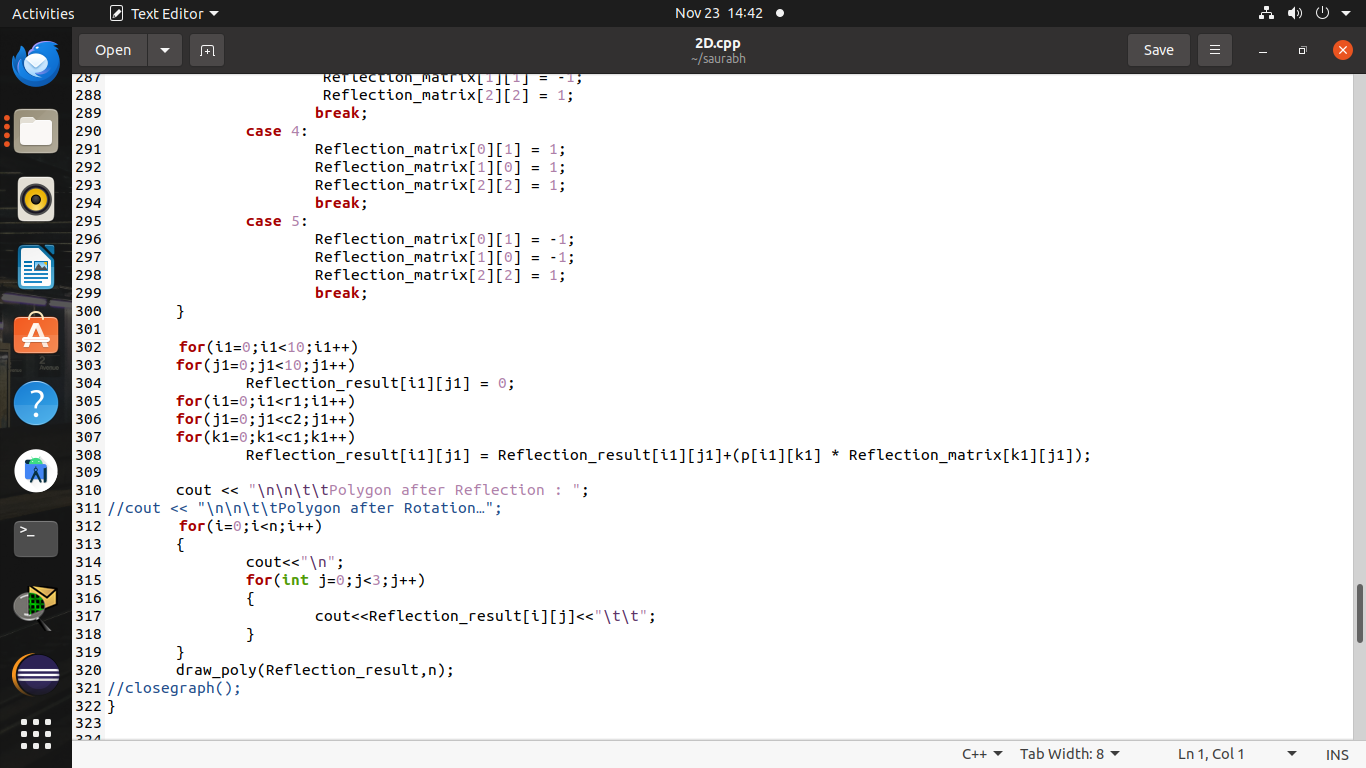 Activities Text Editor Nov 23 14:42
Open 2D.cpp Save
~/saurabh
287 Reflection_matrix[1][1] = -1;
288 Reflection_matrix[2][2] = 1;
289 break;
290 case 4:
291 Reflection_matrix[0][1] = 1;
292 Reflection_matrix[1][0] = 1;
293 Reflection_matrix[2][2] = 1;
294 break;
295 case 5:
296 Reflection_matrix[0][1] = -1;
297 Reflection_matrix[1][0] = -1;
298 Reflection_matrix[2][2] = 1;
299 break;
300 }
301
302 for(i1=0;i1<10;i1++)
303 for(j1=0;j1<10;j1++)
304 Reflection_result[i1][j1] = 0;
305 for(i1=0;i1<r1;i1++)
306 for(j1=0;j1<c2;j1++)
307 for(k1=0;k1<c1;k1++)
308 Reflection_result[i1][j1] = Reflection_result[i1][j1]+(p[i1][k1] * Reflection_matrix[k1][j1]);
309
310 cout << "\n\n\t\tPolygon after Reflection : ";
311 //cout << "\n\n\t\tPolygon after Rotation…";
312 for(i=0;i<n;i++)
313 {
314 cout<<"\n";
315 for(int j=0;j<3;j++)
316 {
317 cout<<Reflection_result[i][j]<<"\t\t";
318 }
319 }
320 draw_poly(Reflection_result,n);
321 //closegraph();
322 }
323
324
C++ Tab Width: 8 Ln 1, Col 1 INS